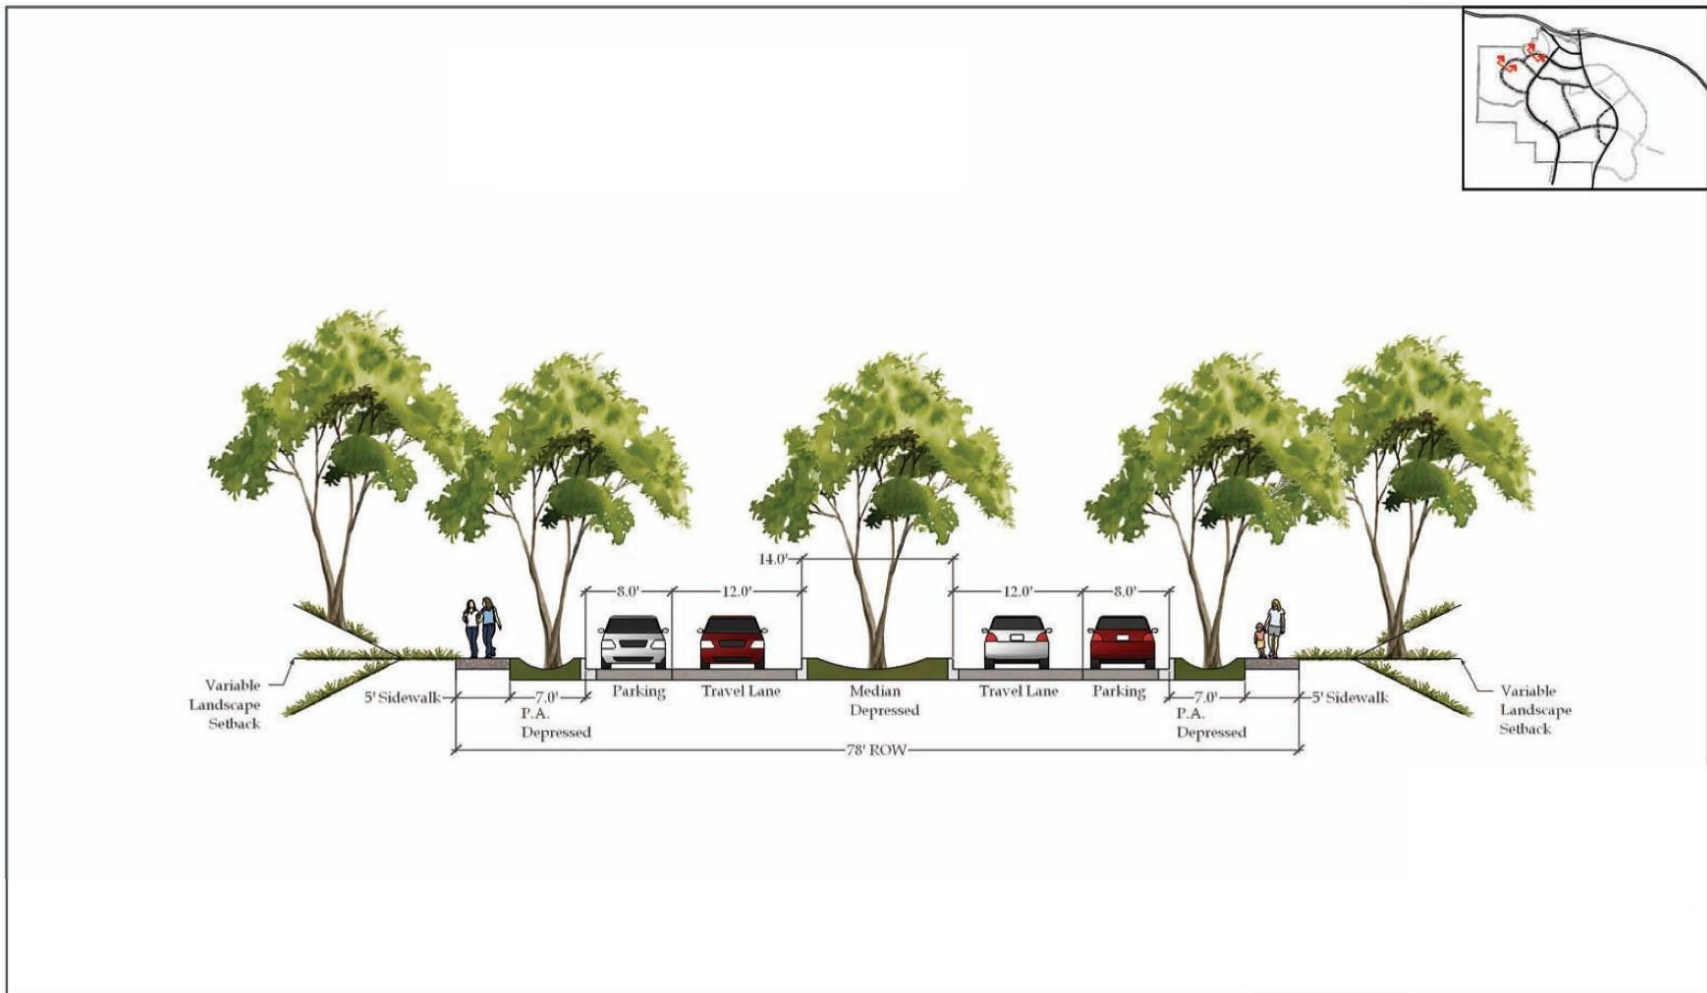 14.0'
8.0'
12.0'
12.0'
8.0'
Variable
Landscape
Setback
5' Sidewalk
7.0'
P.A.
Depressed
Parking
Travel Lane
Median
Depressed
Travel Lane
Parking
7.0'
P.A.
Depressed
5' Sidewalk
Variable
Landscape
Setback
78' ROW